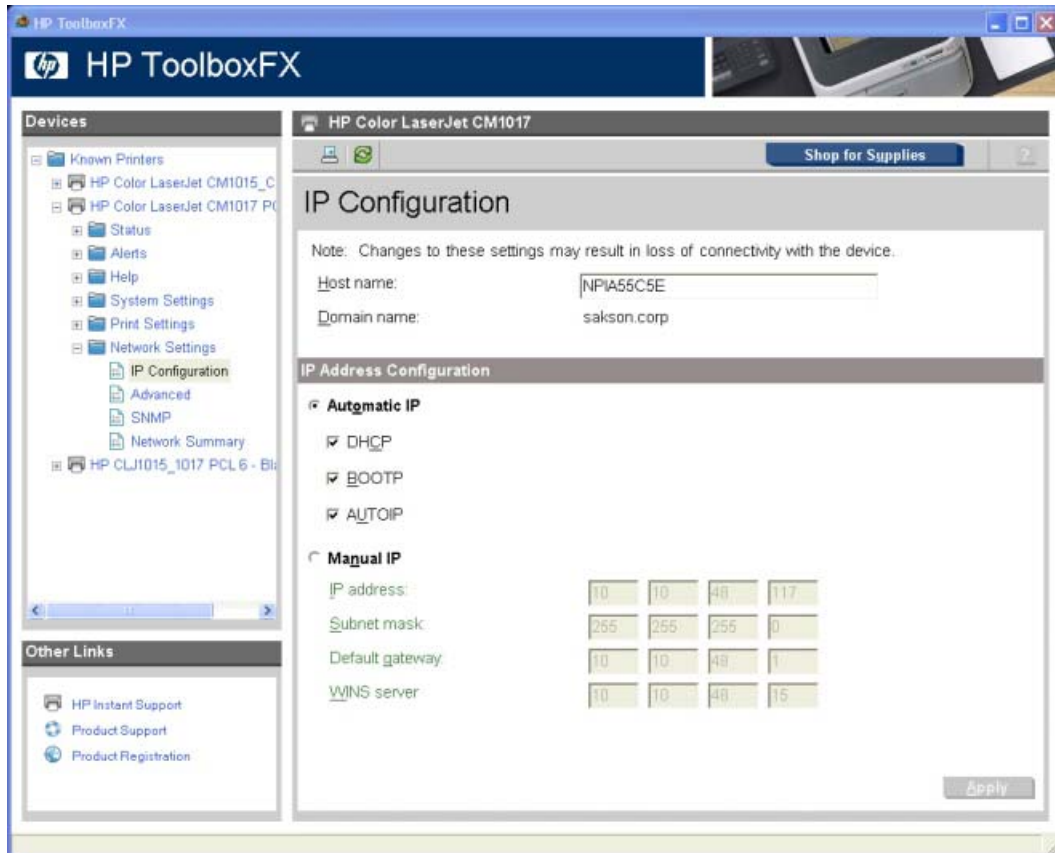 HP ToolboxFX
hp HP ToolboxFX
Devices
Known Printers
HP Color LaserJet CM1015_C
HP Color LaserJet CM1017 PC
Status
Alerts
Help
System Settings
Print Settings
Network Settings
IP Configuration
Advanced
SNMP
Network Summary
HP CLJ1015_1017 PCL 6 - Bla
Other Links
HP Instant Support
Product Support
Product Registration
HP Color LaserJet CM1017
Shop for Supplies ?
IP Configuration
Note: Changes to these settings may result in loss of connectivity with the device.
Host name: NPIA55C5E
Domain name: sakson.corp
IP Address Configuration
Automatic IP
DHCP
BOOTP
AUTOIP
Manual IP
IP address: 10 10 48 117
Subnet mask: 255 255 255 0
Default gateway: 10 10 48 1
WINS server 10 10 48 15
Apply